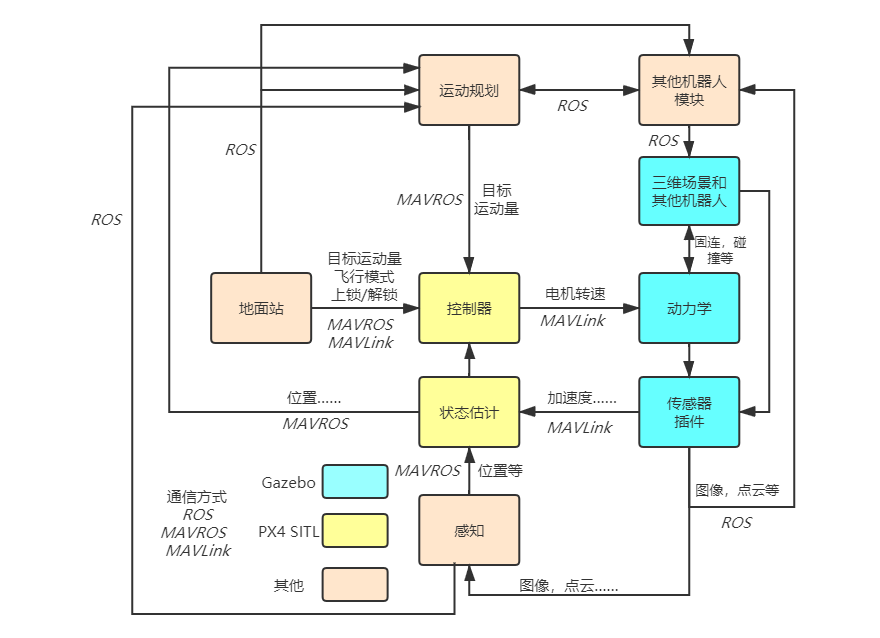 运动规划
其他机器人
模块
ROS
ROS
ROS
三维场景和
其他机器人
MAVROS
目标
运动量
ROS
固连，碰
撞等
目标运动量
飞行模式
上锁/解锁
地面站
控制器
电机转速
动力学
MAVROS
MAVLink
MAVLink
位置......
状态估计
加速度......
传感器
插件
MAVROS
MAVLink
MAVROS
位置等
Gazebo
图像，点云等
通信方式
ROS
MAVROS
MAVLink
PX4 SITL
感知
ROS
其他
图像，点云......